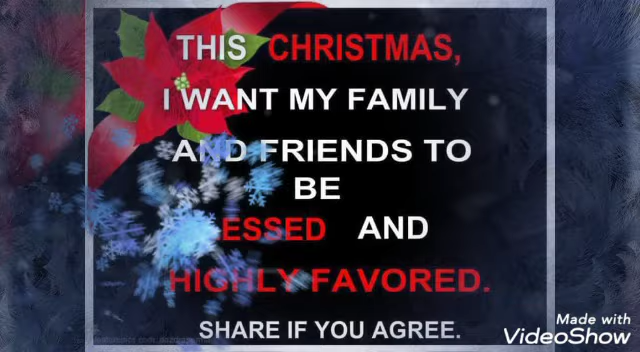 THIS CHRISTMAS,
I WANT MY FAMILY
AND FRIENDS TO
BE
ESSED AND
HIGHLY FAVORED.
SHARE IF YOU AGREE.
Made with
VideoShow